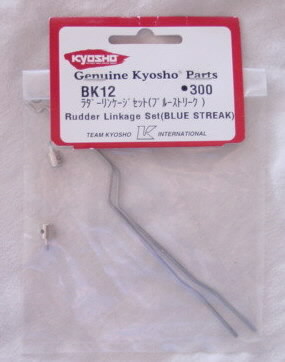 KYOSHO
Genuine Kyosho Parts
BK12 *300
ラダーリンケージセット(ブルーストリーク)
Rudder Linkage Set(BLUE STREAK)
TEAM KYOSHO K INTERNATIONAL